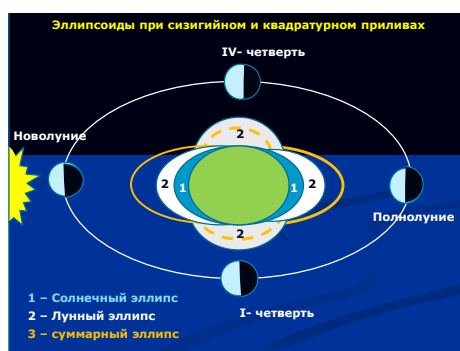 Эллипсоиды при сизигийном и квадратурном приливах
IV- четверть
Новолуние
2
2 1 1 2
2
Полнолуние
I- четверть
1 – Солнечный эллипс
2 – Лунный эллипс
3 – суммарный эллипс